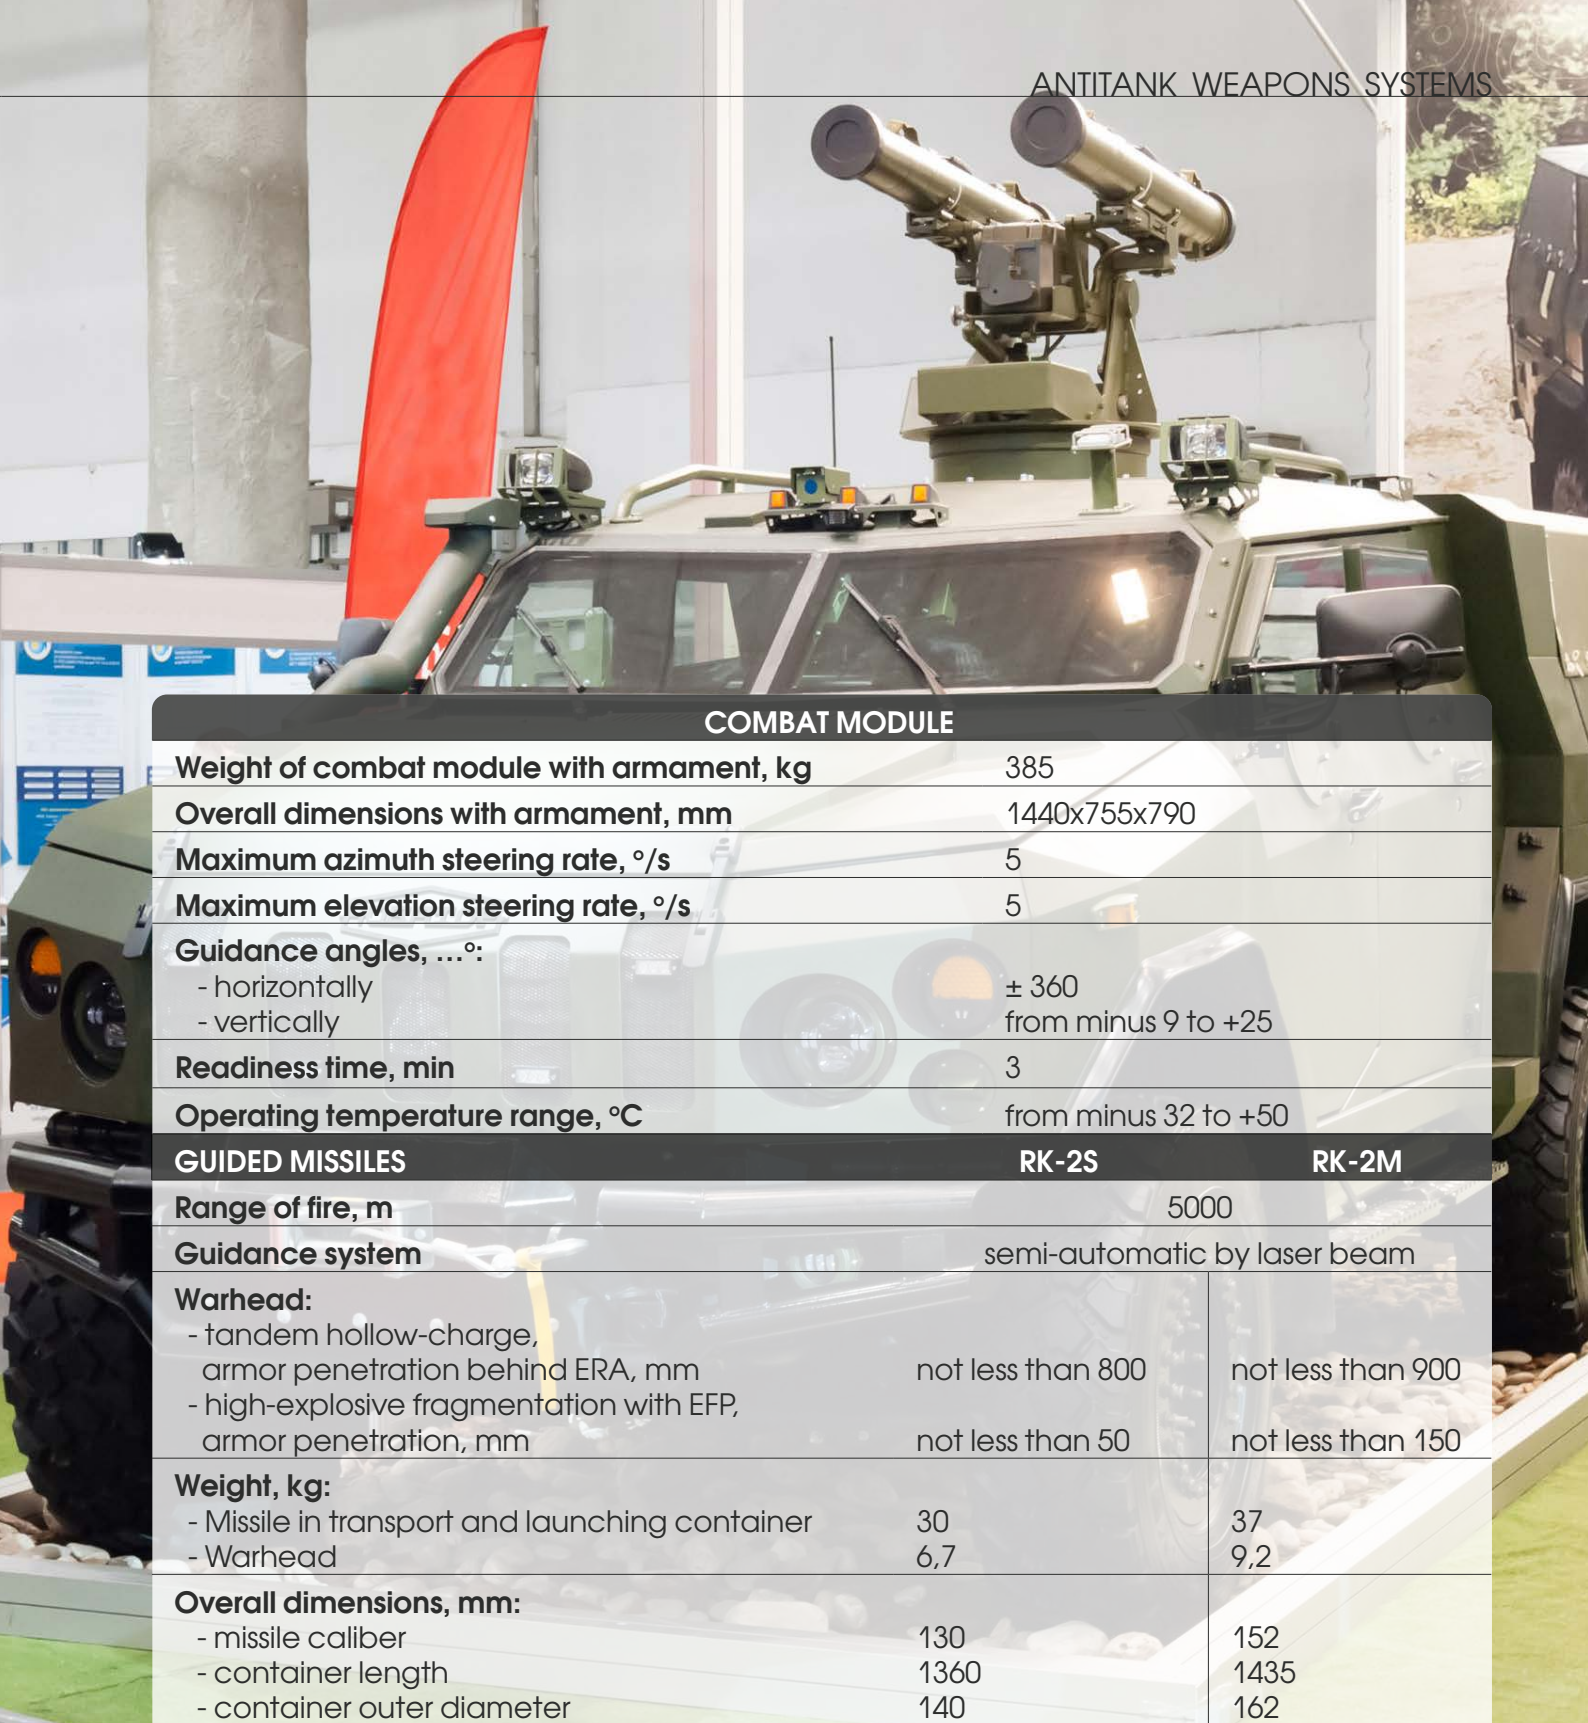 ANTITANK WEAPONS SYSTEMS
COMBAT MODULE
Weight of combat module with armament, kg 385
Overall dimensions with armament, mm 1440x755x790
Maximum azimuth steering rate, º/s 5
Maximum elevation steering rate, º/s 5
Guidance angles, ...º:
- horizontally ± 360
- vertically from minus 9 to +25
Readiness time, min 3
Operating temperature range, ºC from minus 32 to +50
GUIDED MISSILES RK-2S RK-2M
Range of fire, m 5000
Guidance system semi-automatic by laser beam
Warhead:
- tandem hollow-charge,
armor penetration behind ERA, mm not less than 800 not less than 900
- high-explosive fragmentation with EFP,
armor penetration, mm not less than 50 not less than 150
Weight, kg:
- Missile in transport and launching container 30 37
- Warhead 6,7 9,2
Overall dimensions, mm:
- missile caliber 130 152
- container length 1360 1435
- container outer diameter 140 162